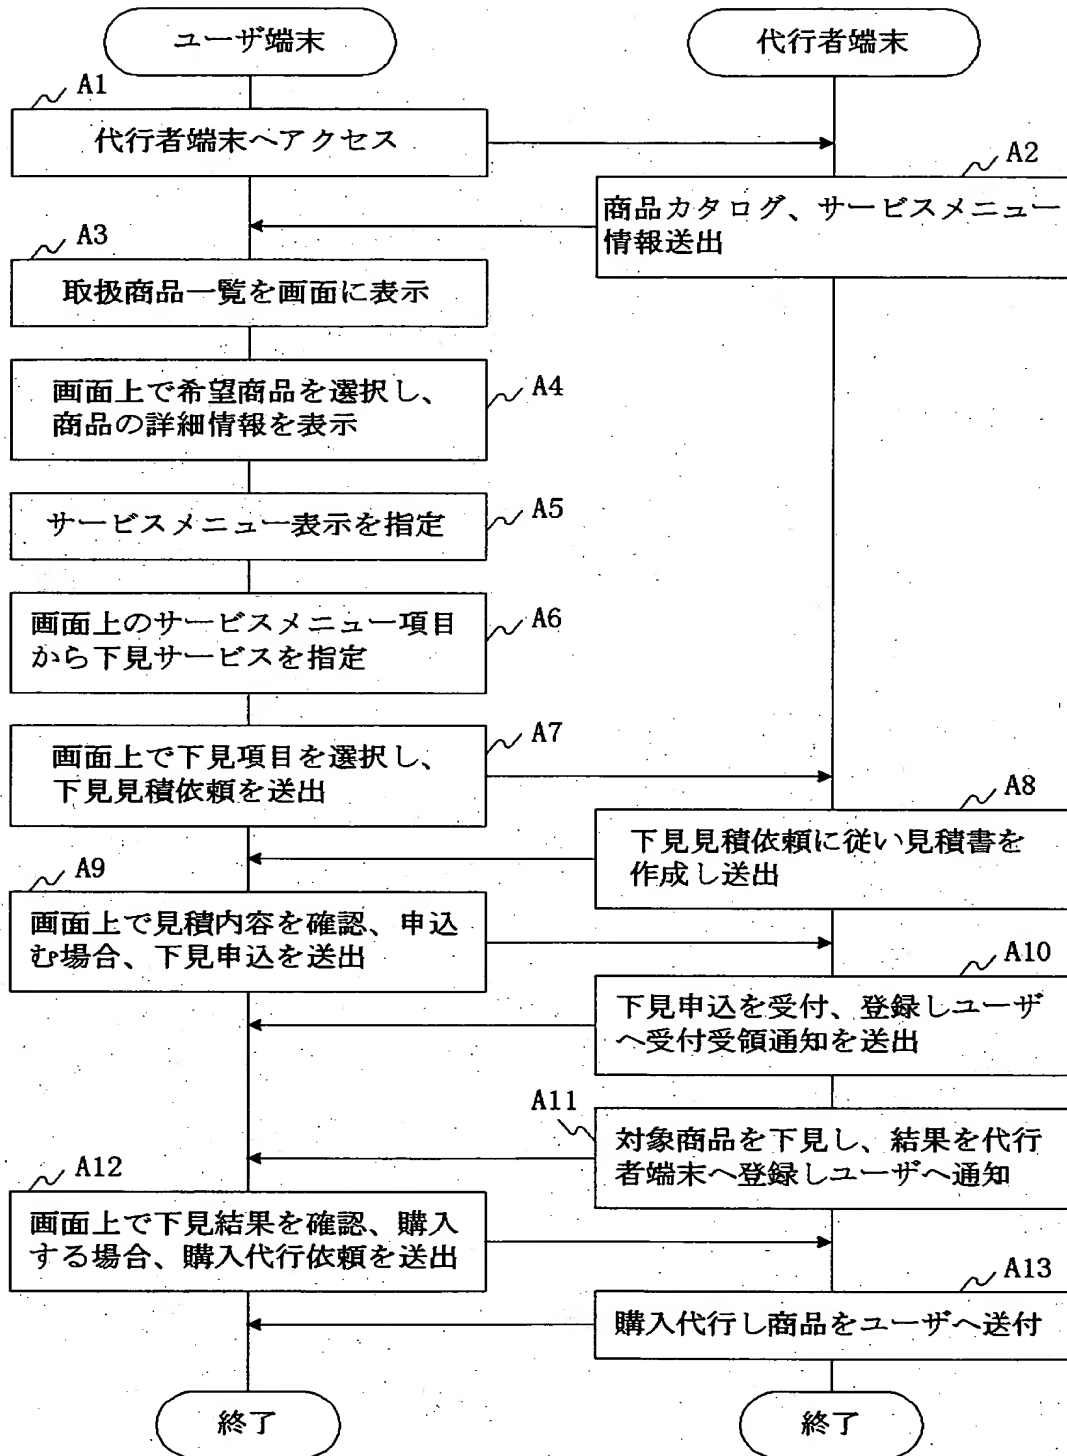 ユーザ端末
代行者端末
A1
代行者端末へアクセス
A2
商品カタログ、サービスメニュー
情報送出
A3
取扱商品一覧を画面に表示
画面上で希望商品を選択し、
商品の詳細情報を表示
A4
サービスメニュー表示を指定
A5
画面上のサービスメニュー項目
から下見サービスを指定
A6
画面上で下見項目を選択し、
下見見積依頼を送出
A7
A8
下見見積依頼に従い見積書を
作成し送出
A9
画面上で見積内容を確認、申込
む場合、下見申込を送出
A10
下見申込を受付、登録しユーザ
へ受付受領通知を送出
A11
対象商品を下見し、結果を代行
者端末へ登録しユーザへ通知
A12
画面上で下見結果を確認、購入
する場合、購入代行依頼を送出
A13
購入代行し商品をユーザへ送付
終了
終了